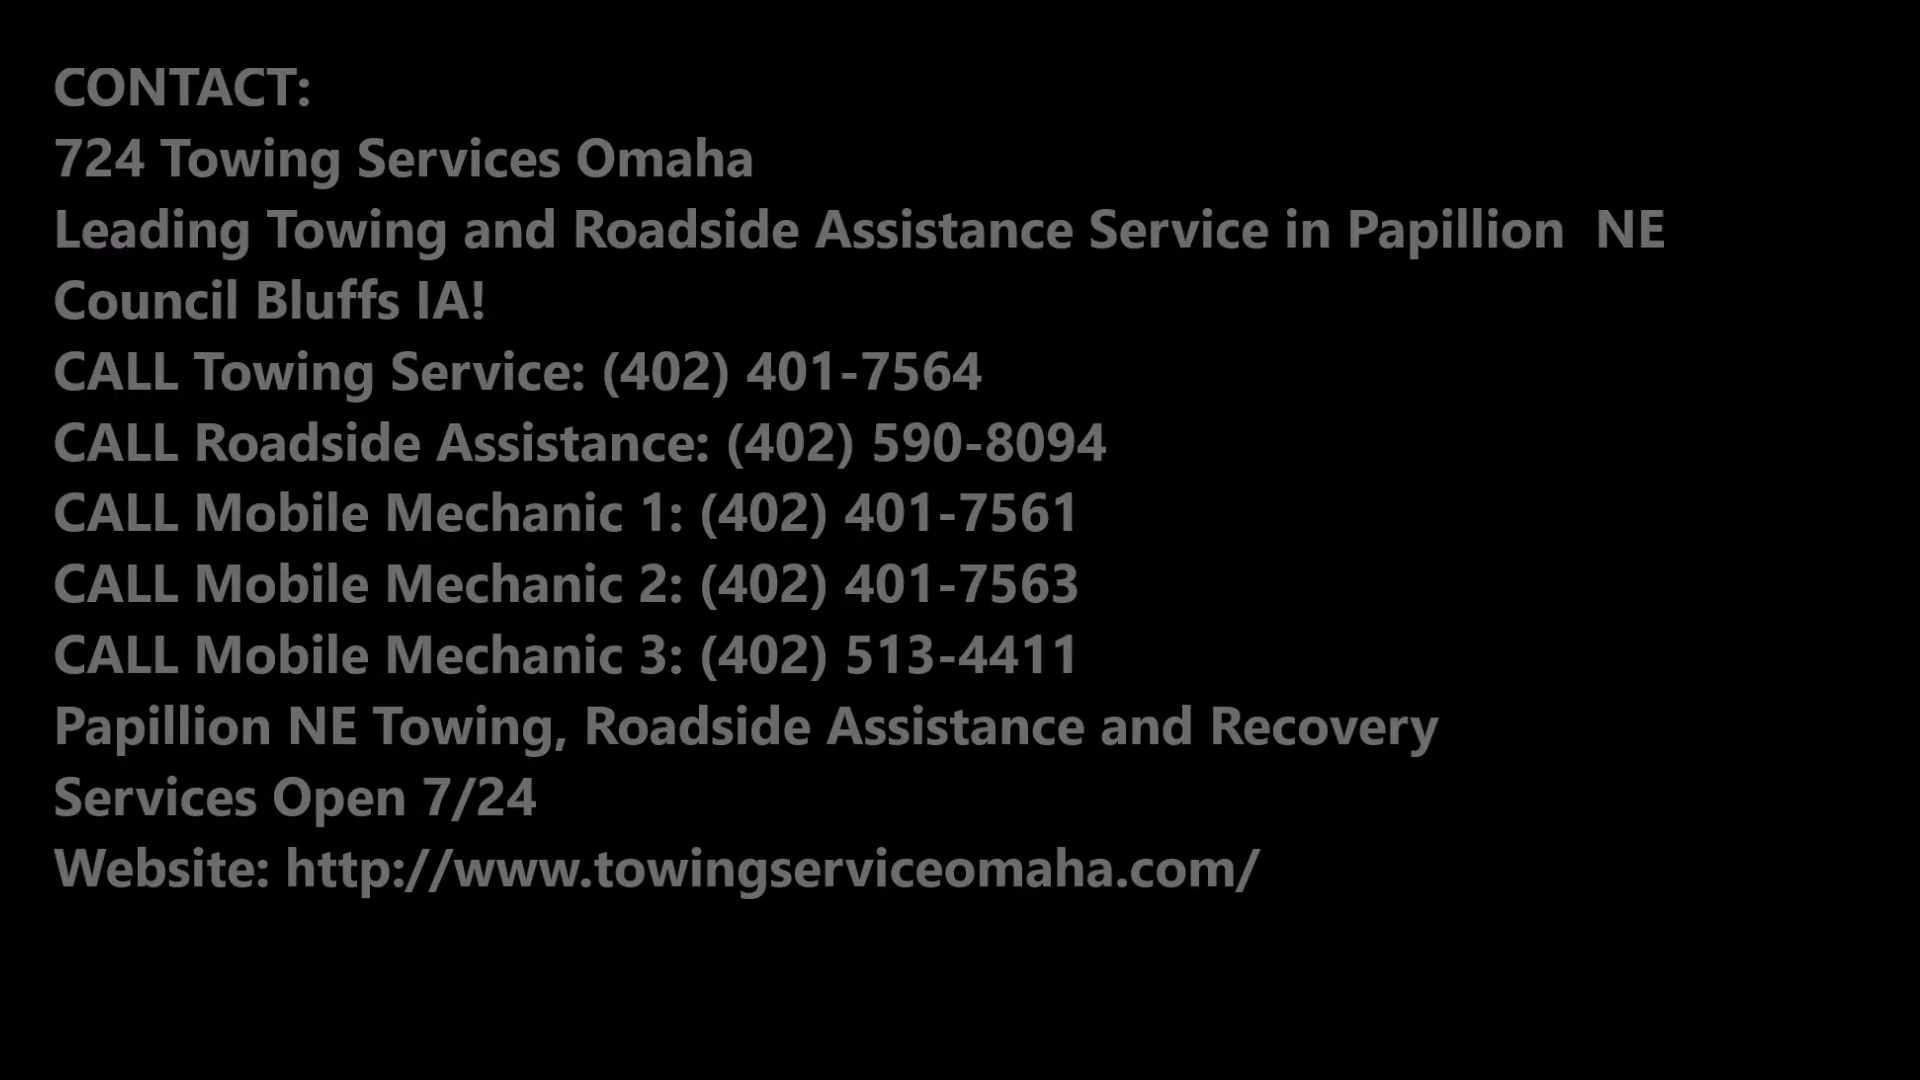 CONTACT:
724 Towing Services Omaha
Leading Towing and Roadside Assistance Service in Papillion  NE
Council Bluffs IA!
CALL Towing Service: (402) 401-7564
CALL Roadside Assistance: (402) 590-8094
CALL Mobile Mechanic 1: (402) 401-7561
CALL Mobile Mechanic 2: (402) 401-7563
CALL Mobile Mechanic 3: (402) 513-4411
Papillion NE Towing, Roadside Assistance and Recovery
Services Open 7/24
Website: http://www.towingserviceomaha.com/